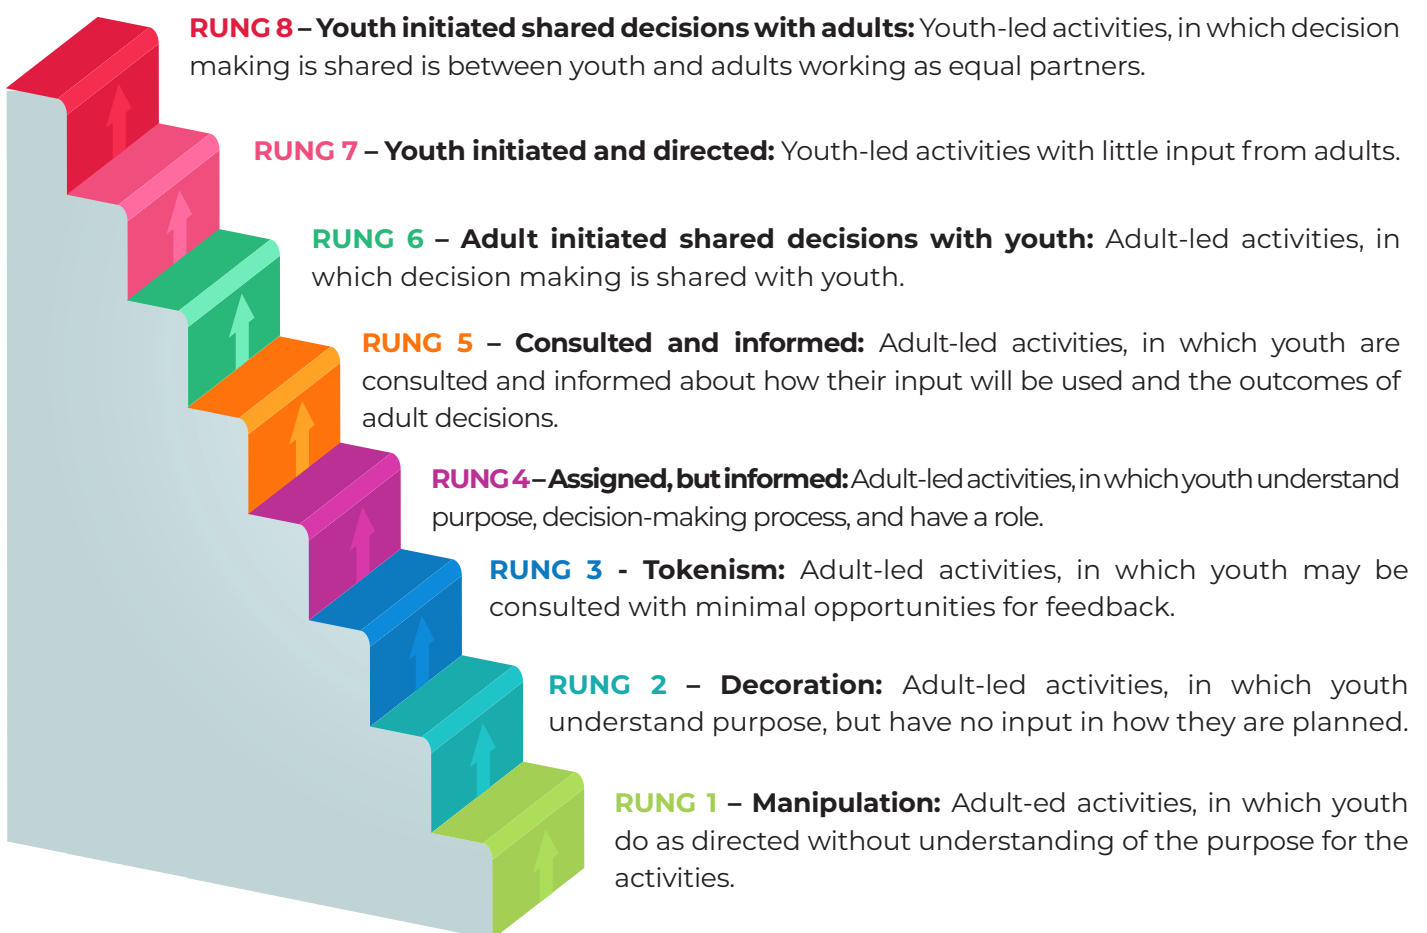 RUNG 8 – Youth initiated shared decisions with adults: Youth-led activities, in which decision
making is shared is between youth and adults working as equal partners.
RUNG 7 – Youth initiated and directed: Youth-led activities with little input from adults.
RUNG 6 – Adult initiated shared decisions with youth: Adult-led activities, in
which decision making is shared with youth.
RUNG 5 – Consulted and informed: Adult-led activities, in which youth are
consulted and informed about how their input will be used and the outcomes of
adult decisions.
RUNG 4 – Assigned, but informed: Adult-led activities, in which youth understand
purpose, decision-making process, and have a role.
RUNG 3 - Tokenism: Adult-led activities, in which youth may be
consulted with minimal opportunities for feedback.
RUNG 2 – Decoration: Adult-led activities, in which youth
understand purpose, but have no input in how they are planned.
RUNG 1 – Manipulation: Adult-ed activities, in which youth
do as directed without understanding of the purpose for the
activities.